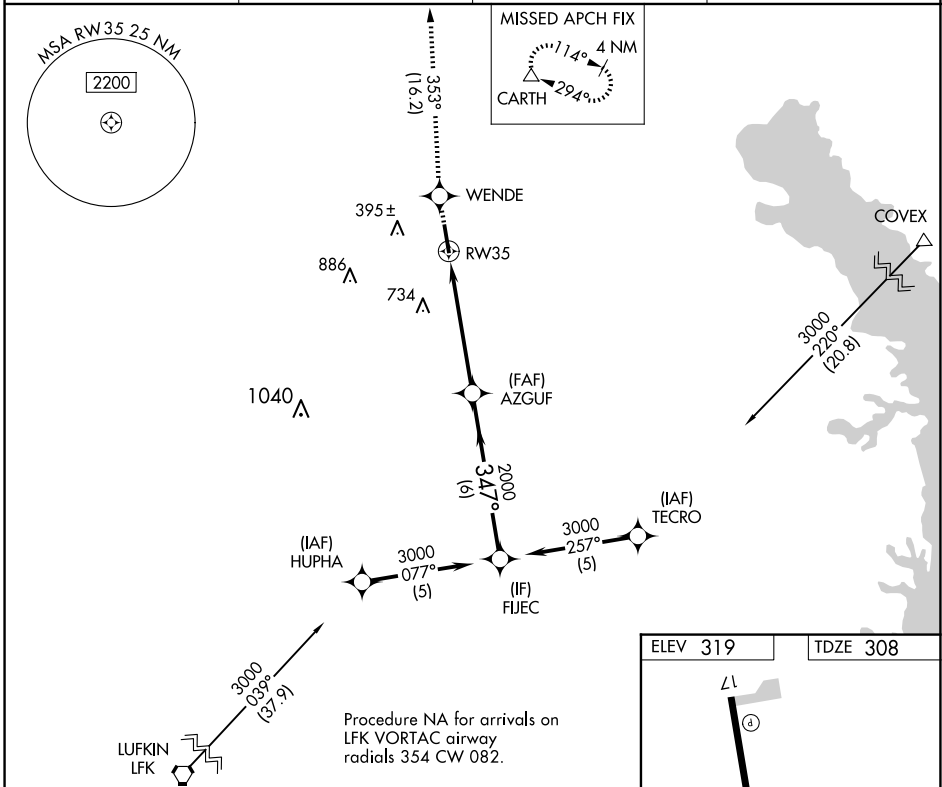 MSA RW35 25 NM
2200
353°
(16.2)
MISSED APCH FIX
114°
4 NM
294°
CARTH
WENDE
395±
RW35
886
734
COVEX
3000
220°
(20.8)
1040
(FAF)
AZGUF
2000
347°
(6)
(IAF)
TECRO
3000
257°
(5)
(IAF)
HUPHA
3000
077°
(5)
(IF)
FIJEC
3000
039°
(37.9)
LUFKIN
LFK
Procedure NA for arrivals on
LFK VORTAC airway
radials 354 CW 082.
ELEV 319
TDZE 308
17
P